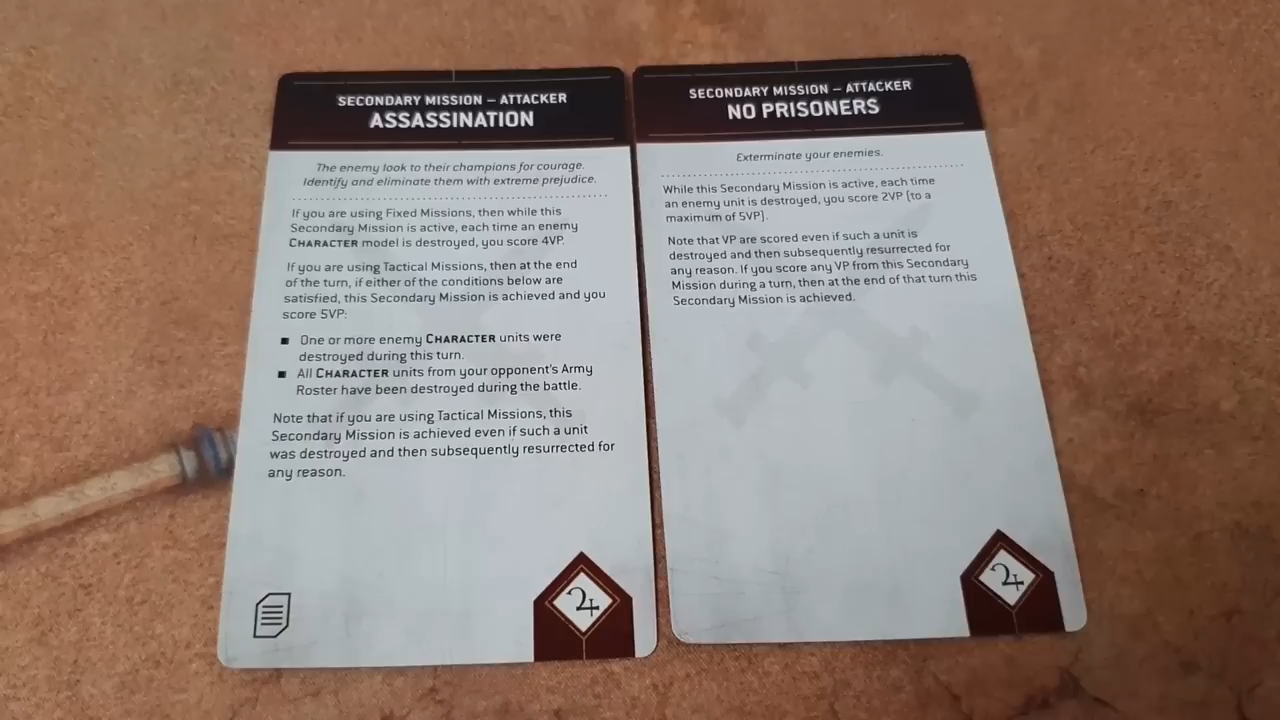 SECONDARY MISSION – ATTACKER
ASSASSINATION
The enemy look to their champions for courage.
Identify and eliminate them with extreme prejudice.
If you are using Fixed Missions, then while this
Secondary Mission is active, each time an enemy
CHARACTER model is destroyed, you score 4VP.
If you are using Tactical Missions, then at the end
of the turn, if either of the conditions below are
satisfied, this Secondary Mission is achieved and you
score 5VP:
■ One or more enemy CHARACTER units were
destroyed during this turn.
■ All CHARACTER units from your opponent's Army
Roster have been destroyed during the battle.
Note that if you are using Tactical Missions, this
Secondary Mission is achieved even if such a unit
was destroyed and then subsequently resurrected for
any reason.
SECONDARY MISSION – ATTACKER
NO PRISONERS
Exterminate your enemies.
While this Secondary Mission is active, each time
an enemy unit is destroyed, you score 2VP (to a
maximum of 5VP).
Note that VP are scored even if such a unit is
destroyed and then subsequently resurrected for
any reason. If you score any VP from this Secondary
Mission during a turn, then at the end of that turn this
Secondary Mission is achieved.